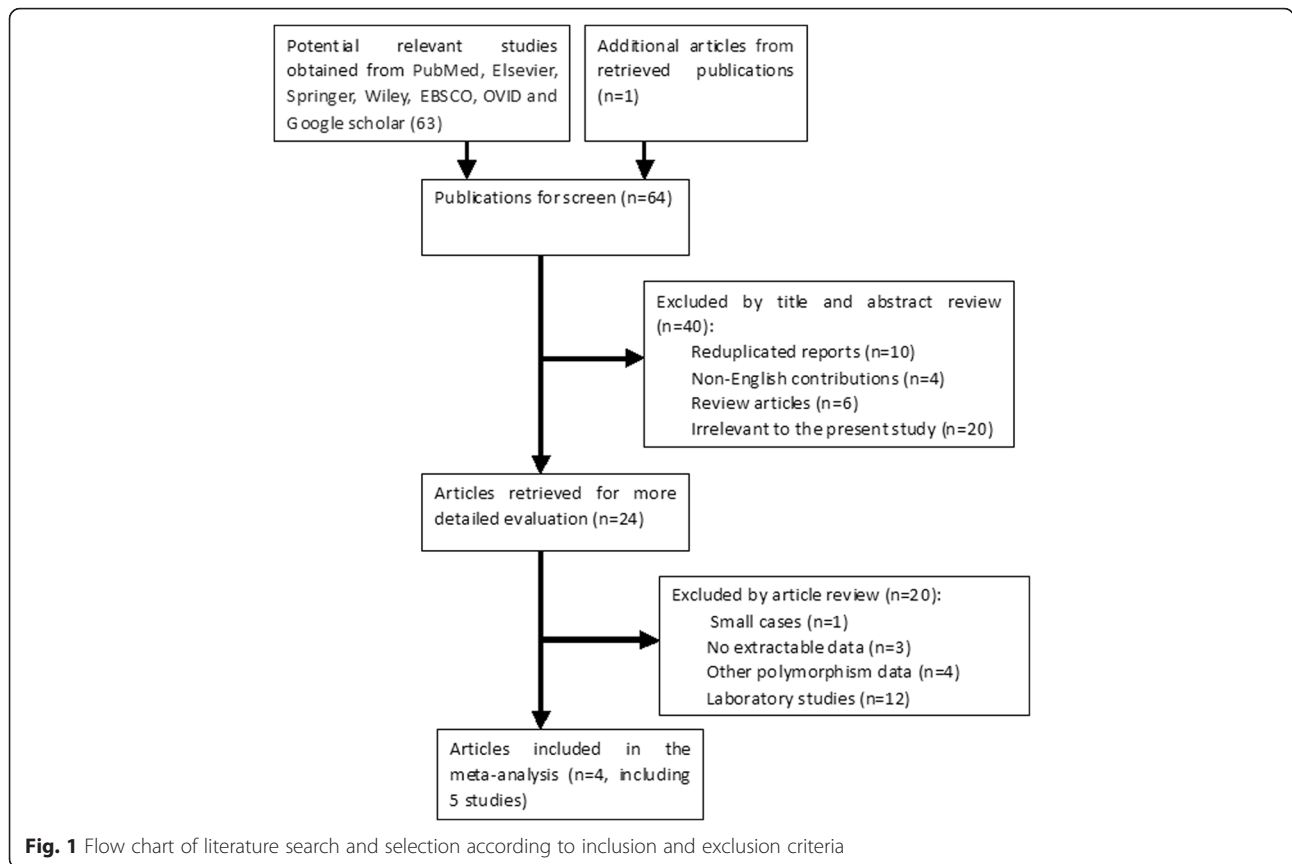 Potential relevant studies
obtained from PubMed, Elsevier,
Springer, Wiley, EBSCO, OVID and
Google scholar (63)
Additional articles from
retrieved publications
(n=1)
Publications for screen (n=64)
Excluded by title and abstract review
(n=40):
Reduplicated reports (n=10)
Non-English contributions (n=4)
Review articles (n=6)
Irrelevant to the present study (n=20)
Articles retrieved for more
detailed evaluation (n=24)
Excluded by article review (n=20):
Small cases (n=1)
No extractable data (n=3)
Other polymorphism data (n=4)
Laboratory studies (n=12)
Articles included in the
meta-analysis (n=4, including
5 studies)
Fig. 1 Flow chart of literature search and selection according to inclusion and exclusion criteria